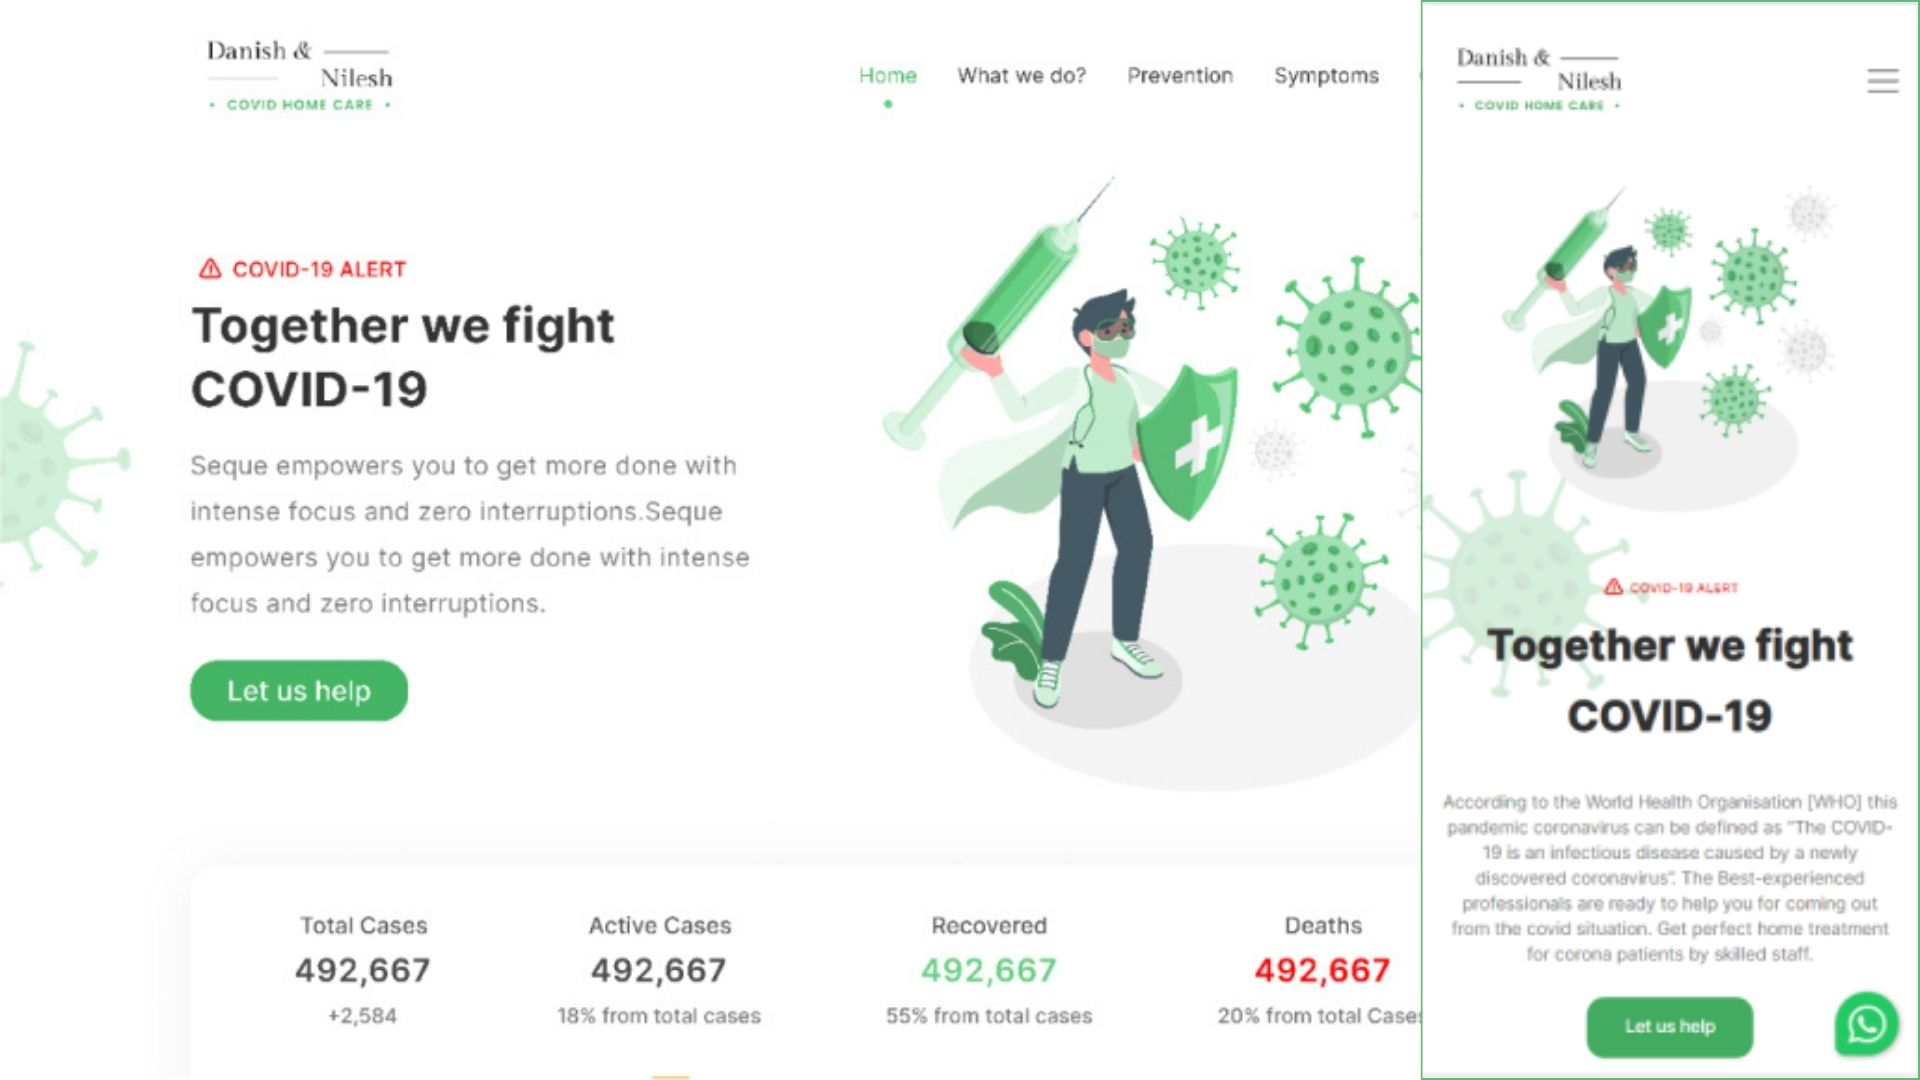 Danish &
Nilesh
• COVID HOME CARE •
Home What we do? Prevention Symptoms
COVID-19 ALERT
Together we fight
COVID-19
Seque empowers you to get more done with
intense focus and zero interruptions.Seque
empowers you to get more done with intense
focus and zero interruptions.
Let us help
Total Cases
492,667
+2,584
Active Cases
492,667
18% from total cases
Recovered
492,667
55% from total cases
Deaths
492,667
20% from total Cases
Danish &
Nilesh
• COVID HOME CARE •
COVID-19 ALERT
Together we fight
COVID-19
According to the World Health Organisation [WHO] this
pandemic coronavirus can be defined as "The COVID-
19 is an infectious disease caused by a newly
discovered coronavirus". The Best-experienced
professionals are ready to help you for coming out
from the covid situation. Get perfect home treatment
for corona patients by skilled staff.
Let us help